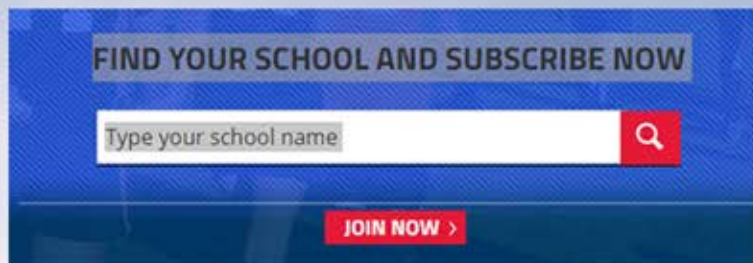 FIND YOUR SCHOOL AND SUBSCRIBE NOW
Type your school name
JOIN NOW >